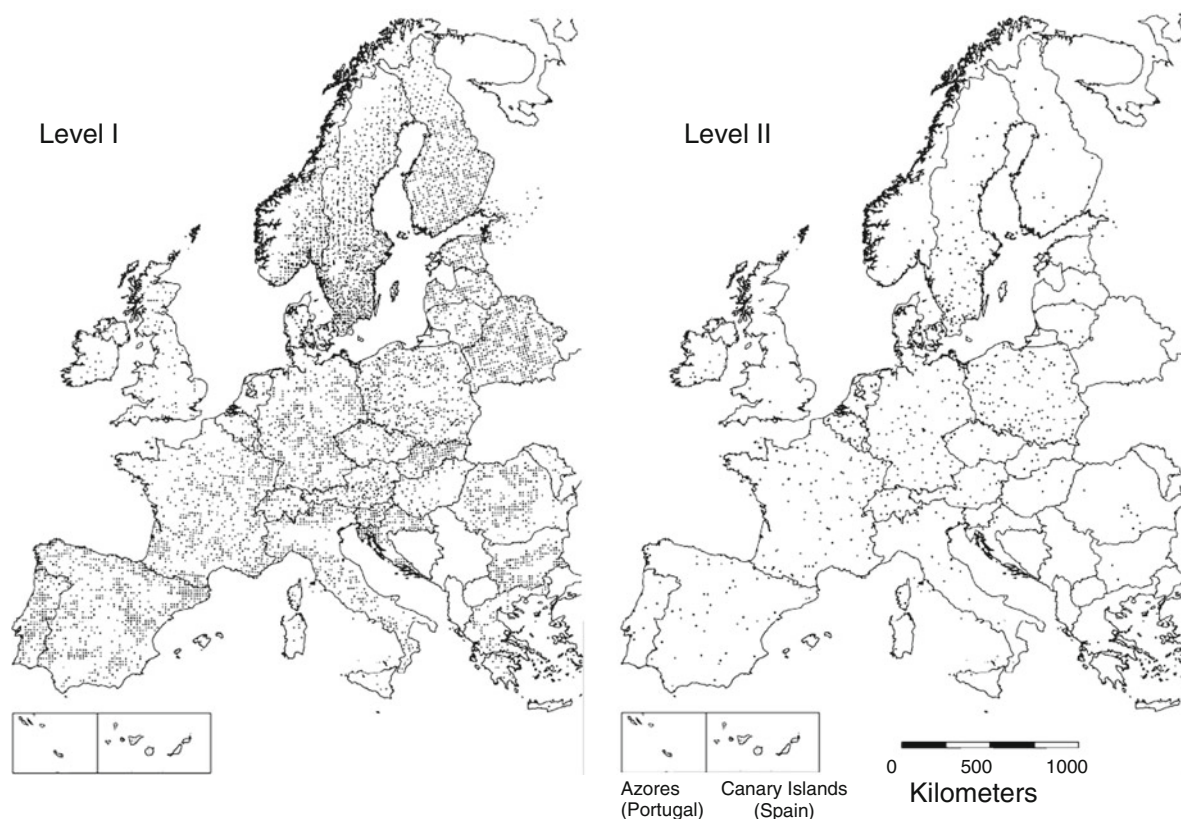 Level I
Level II
0 500 1000
Kilometers
Azores
(Portugal)
Canary Islands
(Spain)